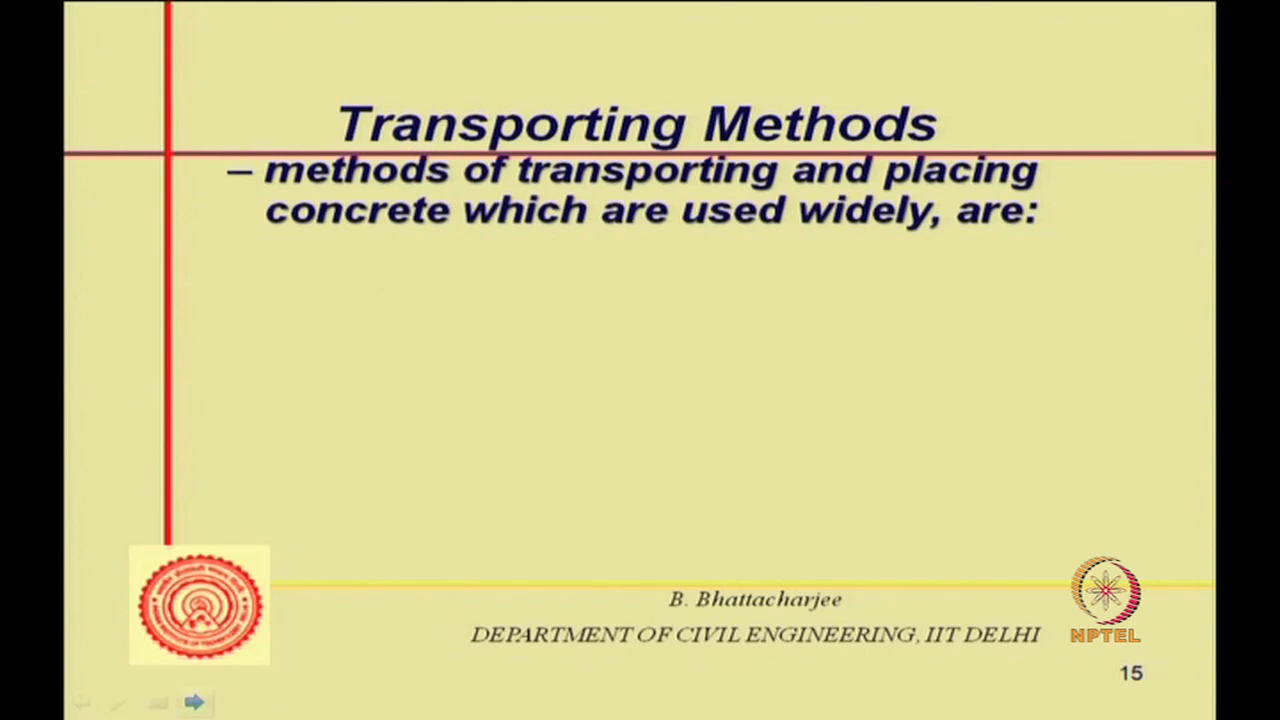 Transporting Methods
– methods of transporting and placing
concrete which are used widely, are:
B. Bhattacharjee
DEPARTMENT OF CIVIL ENGINEERING, IIT DELHI
NPTEL
15